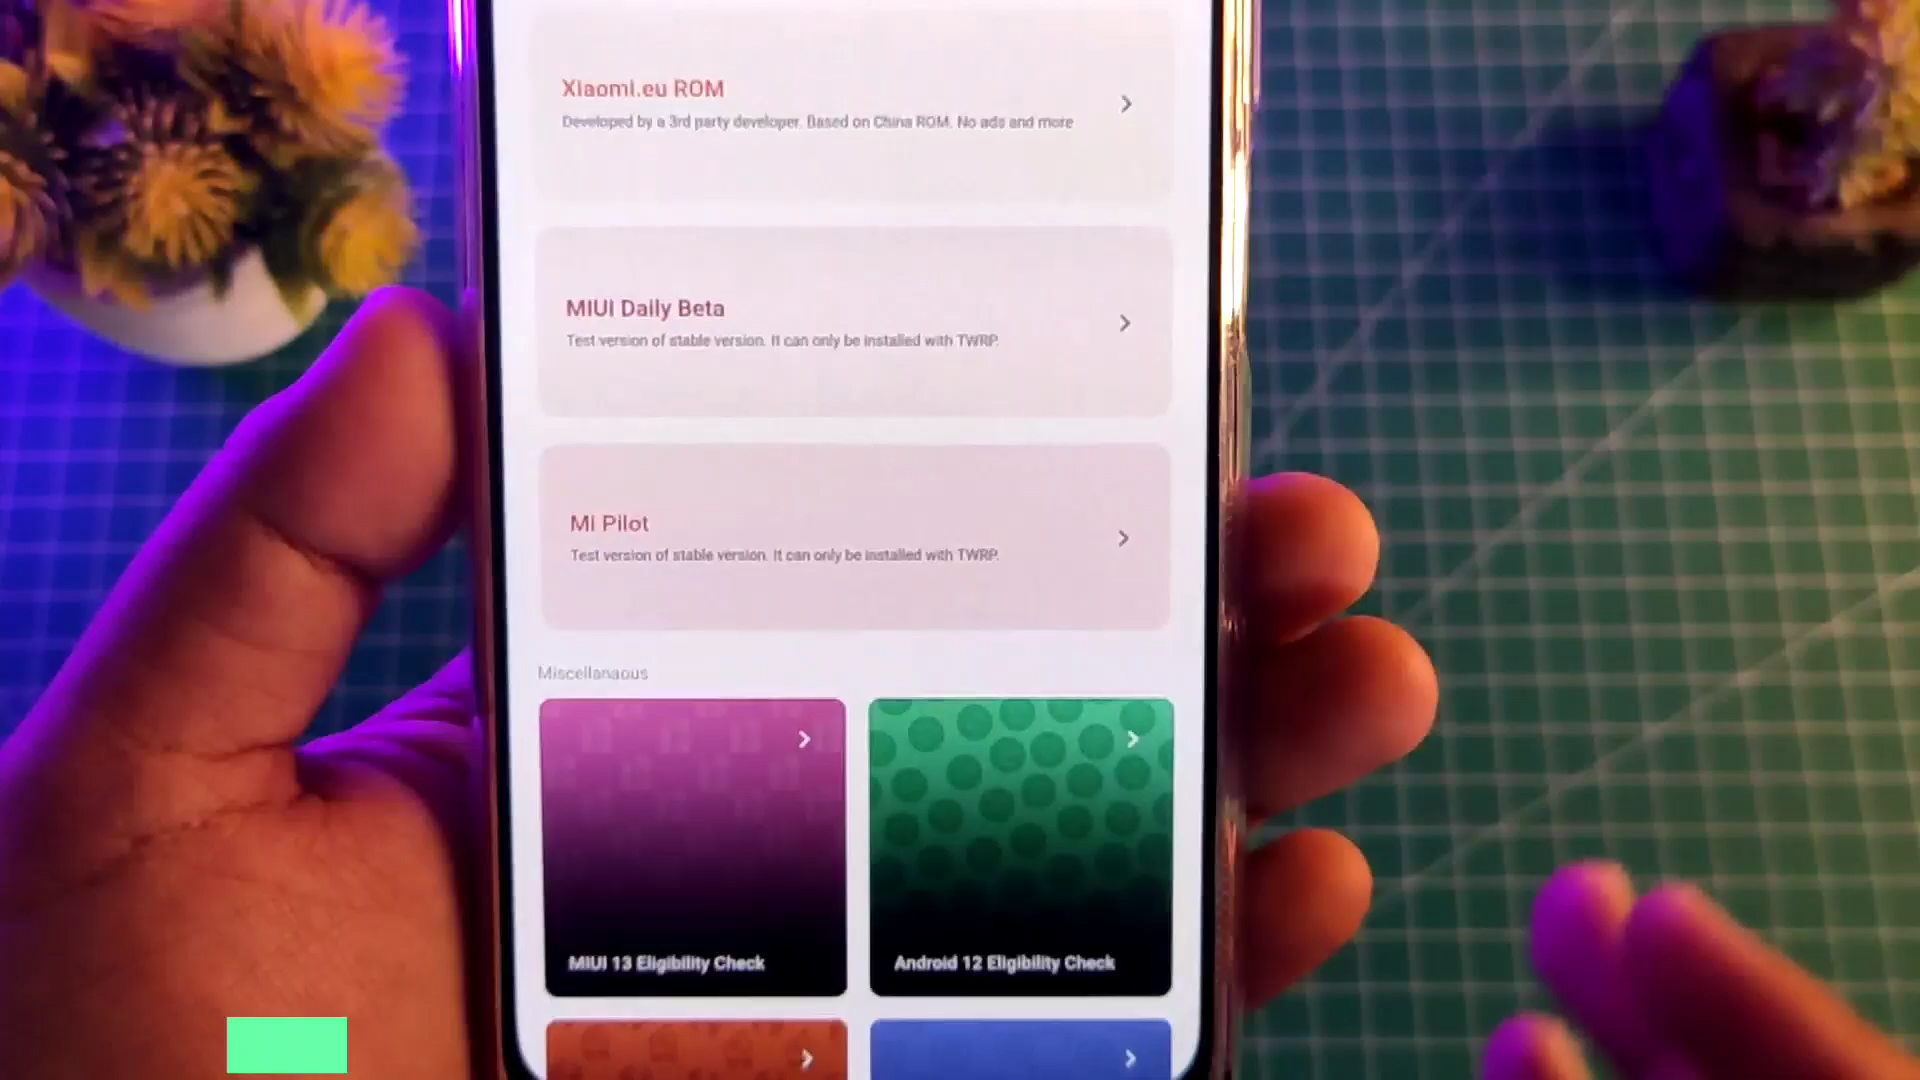 Xiaomi.eu ROM
Developed by a 3rd party developer. Based on China ROM. No ads and more
MIUI Daily Beta
Test version of stable version. It can only be installed with TWRP.
Mi Pilot
Test version of stable version. It can only be installed with TWRP.
Miscellanaous
MIUI 13 Eligibility Check
Android 12 Eligibility Check